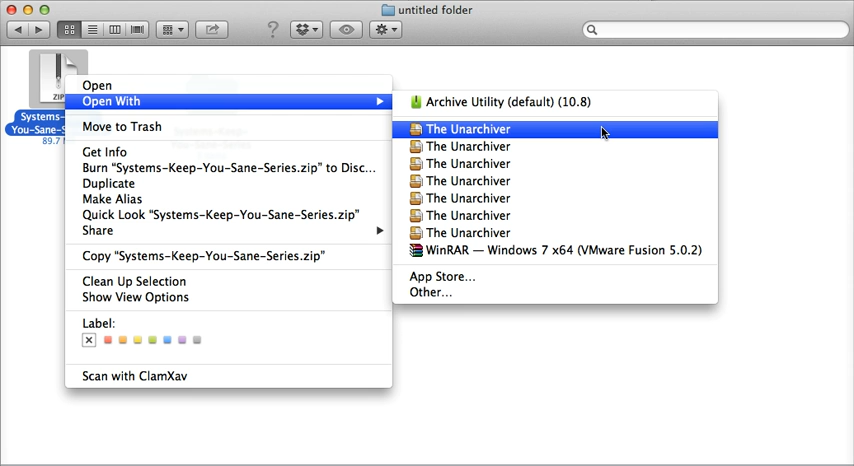 untitled folder
ZIP
Systems-
You-Sane-S
89.7
Open
Open With
Move to Trash
Get Info
Burn “Systems-Keep-You-Sane-Series.zip” to Disc...
Duplicate
Make Alias
Quick Look “Systems-Keep-You-Sane-Series.zip”
Share
Copy “Systems-Keep-You-Sane-Series.zip”
Clean Up Selection
Show View Options
Label:
Scan with ClamXav
Archive Utility (default) (10.8)
The Unarchiver
The Unarchiver
The Unarchiver
The Unarchiver
The Unarchiver
The Unarchiver
The Unarchiver
WinRAR — Windows 7 x64 (VMware Fusion 5.0.2)
App Store...
Other...